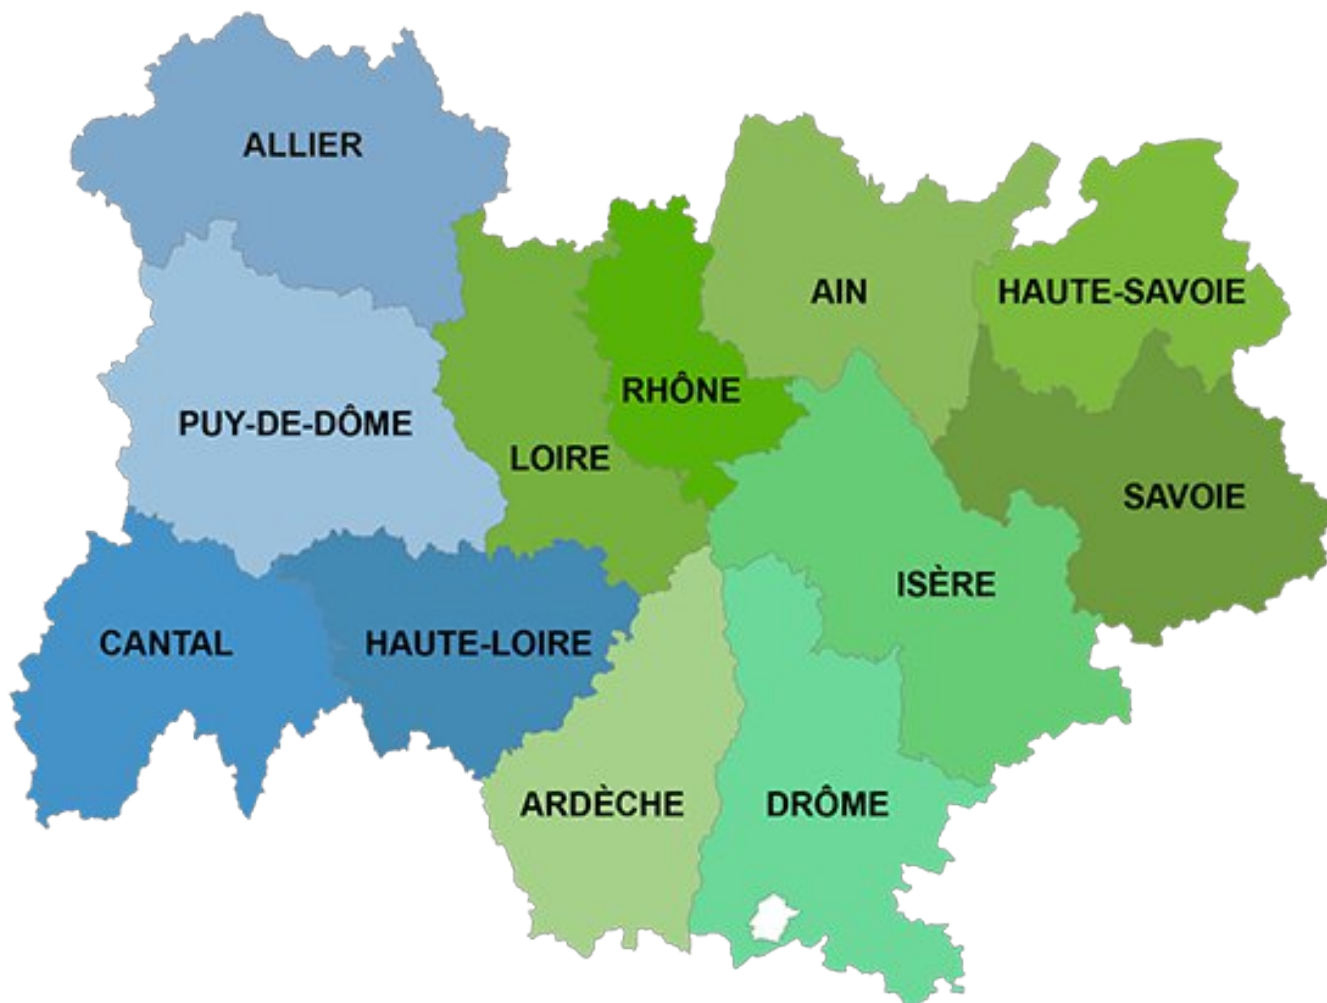 ALLIER
AIN
HAUTE-SAVOIE
RHÔNE
PUY-DE-DÔME
LOIRE
SAVOIE
ISÈRE
CANTAL
HAUTE-LOIRE
ARDÈCHE
DRÔME